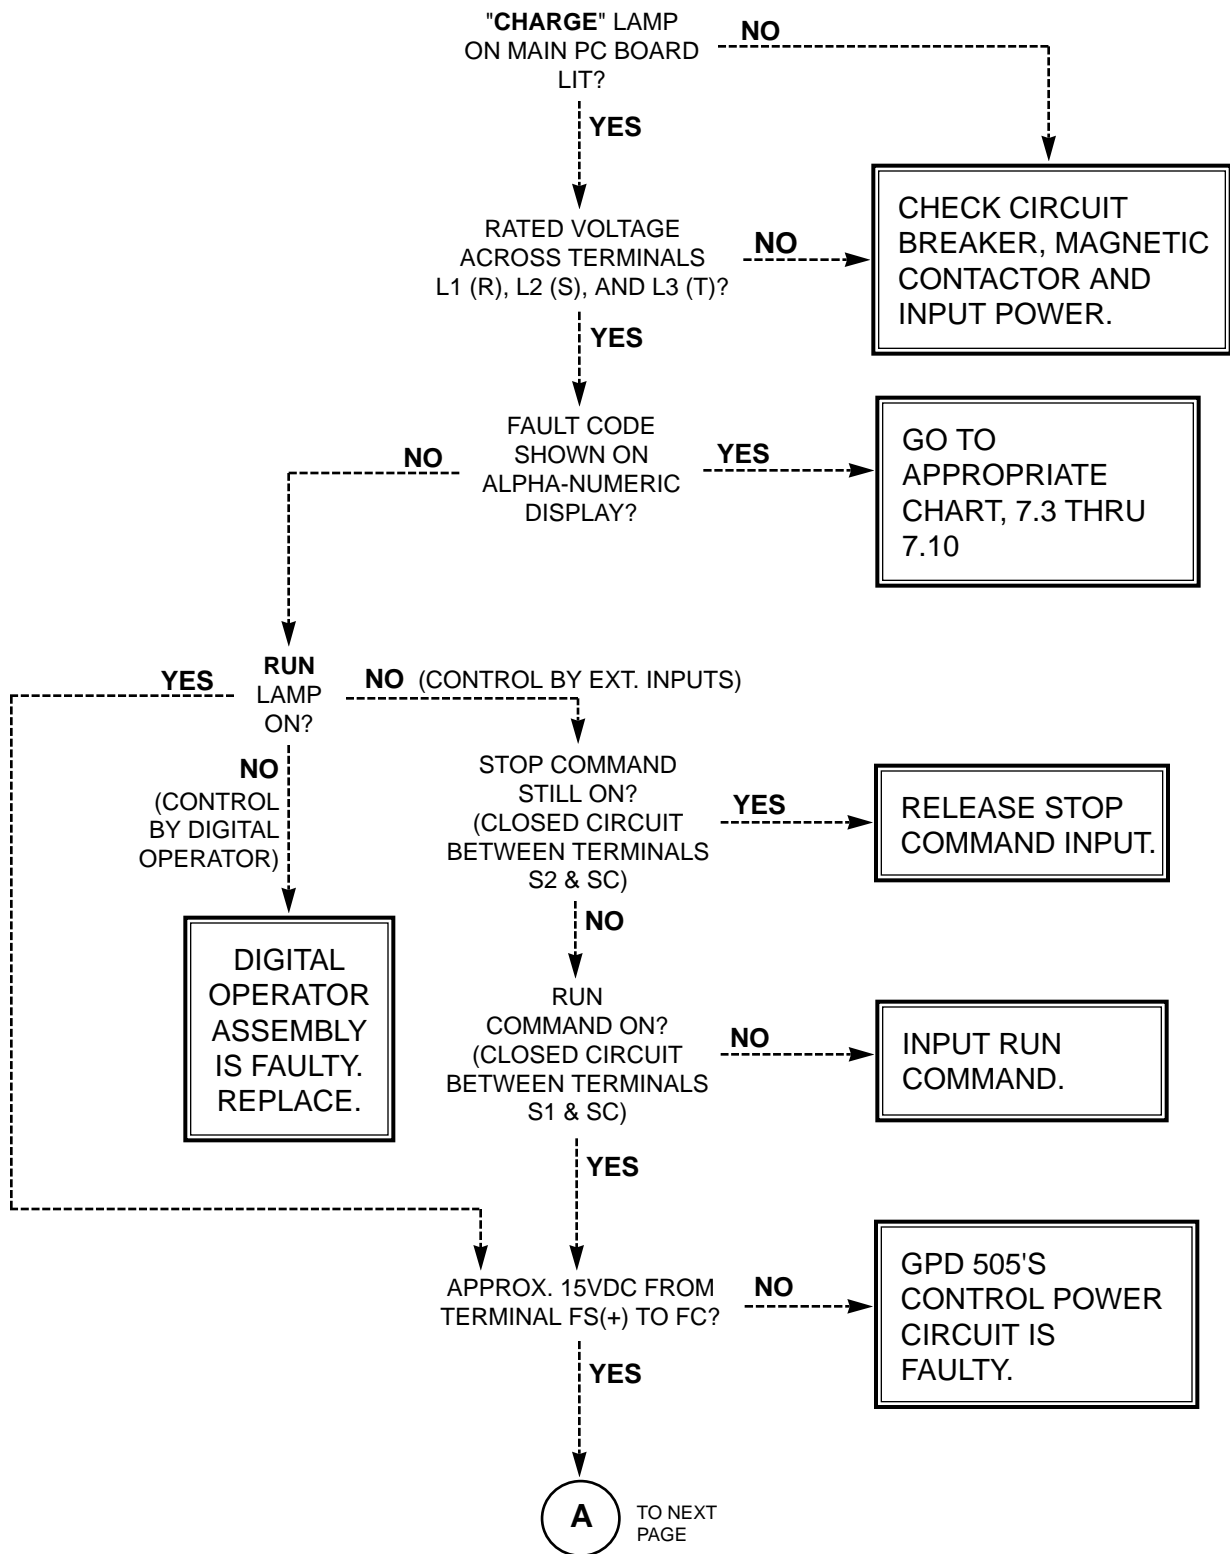 "CHARGE" LAMP
ON MAIN PC BOARD
LIT?
NO
YES
CHECK CIRCUIT
BREAKER, MAGNETIC
CONTACTOR AND
INPUT POWER.
RATED VOLTAGE
ACROSS TERMINALS
L1 (R), L2 (S), AND L3 (T)?
NO
YES
FAULT CODE
SHOWN ON
ALPHA-NUMERIC
DISPLAY?
NO
YES
GO TO
APPROPRIATE
CHART, 7.3 THRU
7.10
YES
RUN
LAMP
ON?
NO (CONTROL BY EXT. INPUTS)
NO
(CONTROL
BY DIGITAL
OPERATOR)
STOP COMMAND
STILL ON?
(CLOSED CIRCUIT
BETWEEN TERMINALS
S2 & SC)
YES
RELEASE STOP
COMMAND INPUT.
NO
DIGITAL
OPERATOR
ASSEMBLY
IS FAULTY.
REPLACE.
RUN
COMMAND ON?
(CLOSED CIRCUIT
BETWEEN TERMINALS
S1 & SC)
NO
INPUT RUN
COMMAND.
YES
APPROX. 15VDC FROM
TERMINAL FS(+) TO FC?
NO
GPD 505'S
CONTROL POWER
CIRCUIT IS
FAULTY.
YES
A
TO NEXT
PAGE